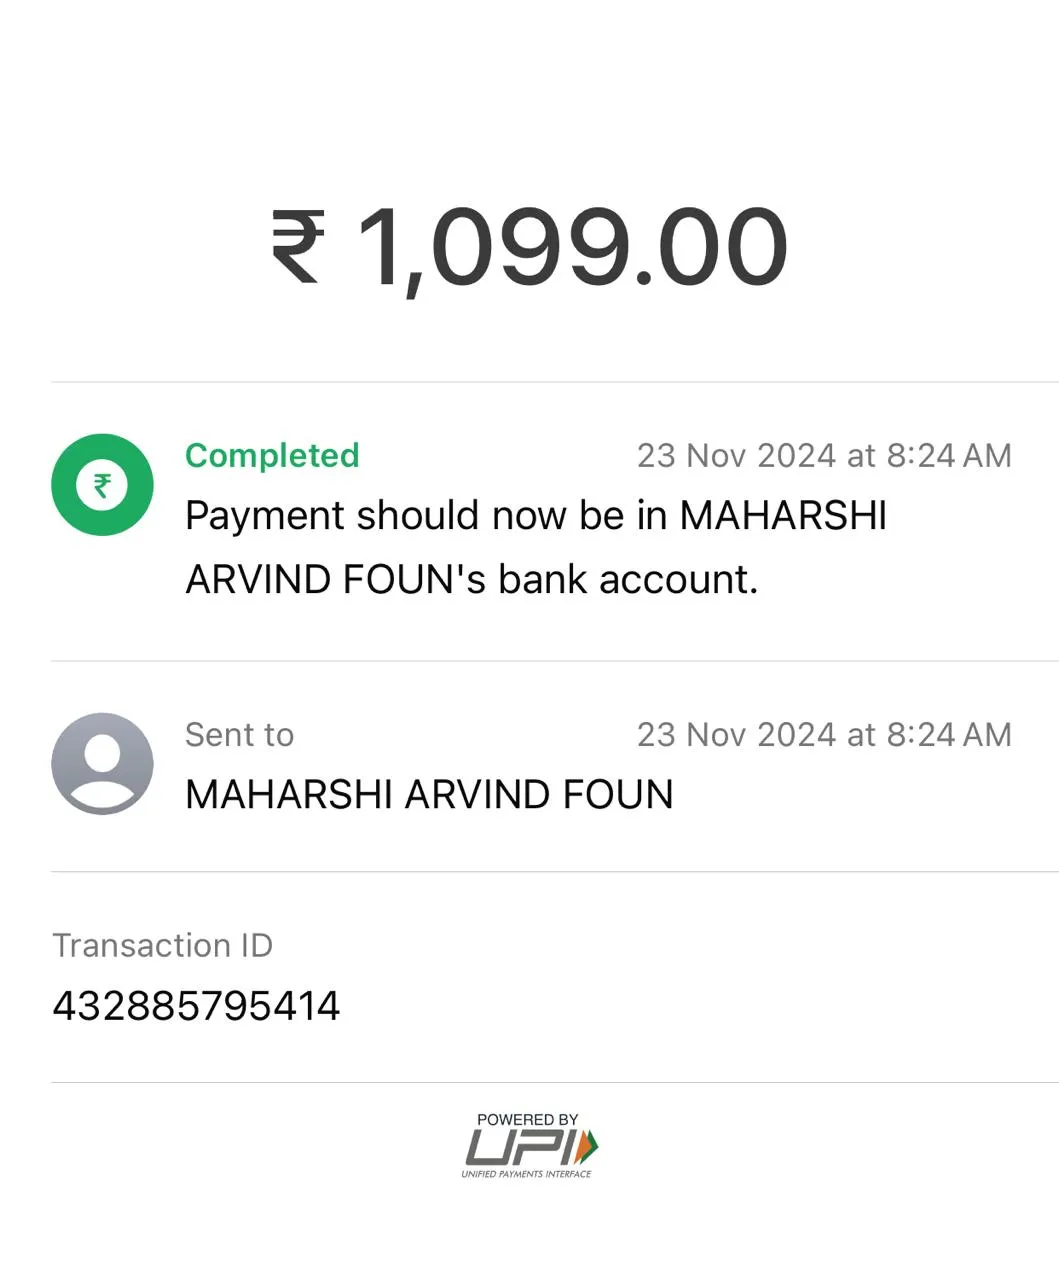 ₹ 1,099.00
Completed
23 Nov 2024 at 8:24 AM
Payment should now be in MAHARSHI
ARVIND FOUN's bank account.
Sent to
23 Nov 2024 at 8:24 AM
MAHARSHI ARVIND FOUN
Transaction ID
432885795414
POWERED BY
UPI
UNIFIED PAYMENTS INTERFACE